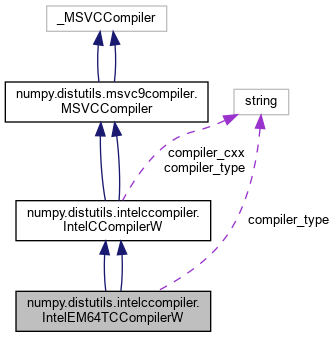 _MSVCCompiler
numpy.distutils.msvc9compiler.
MSVCCompiler
string
compiler_cxx
compiler_type
numpy.distutils.intelccompiler.
IntelCCompilerW
compiler_type
numpy.distutils.intelccompiler.
IntelEM64TCCompilerW